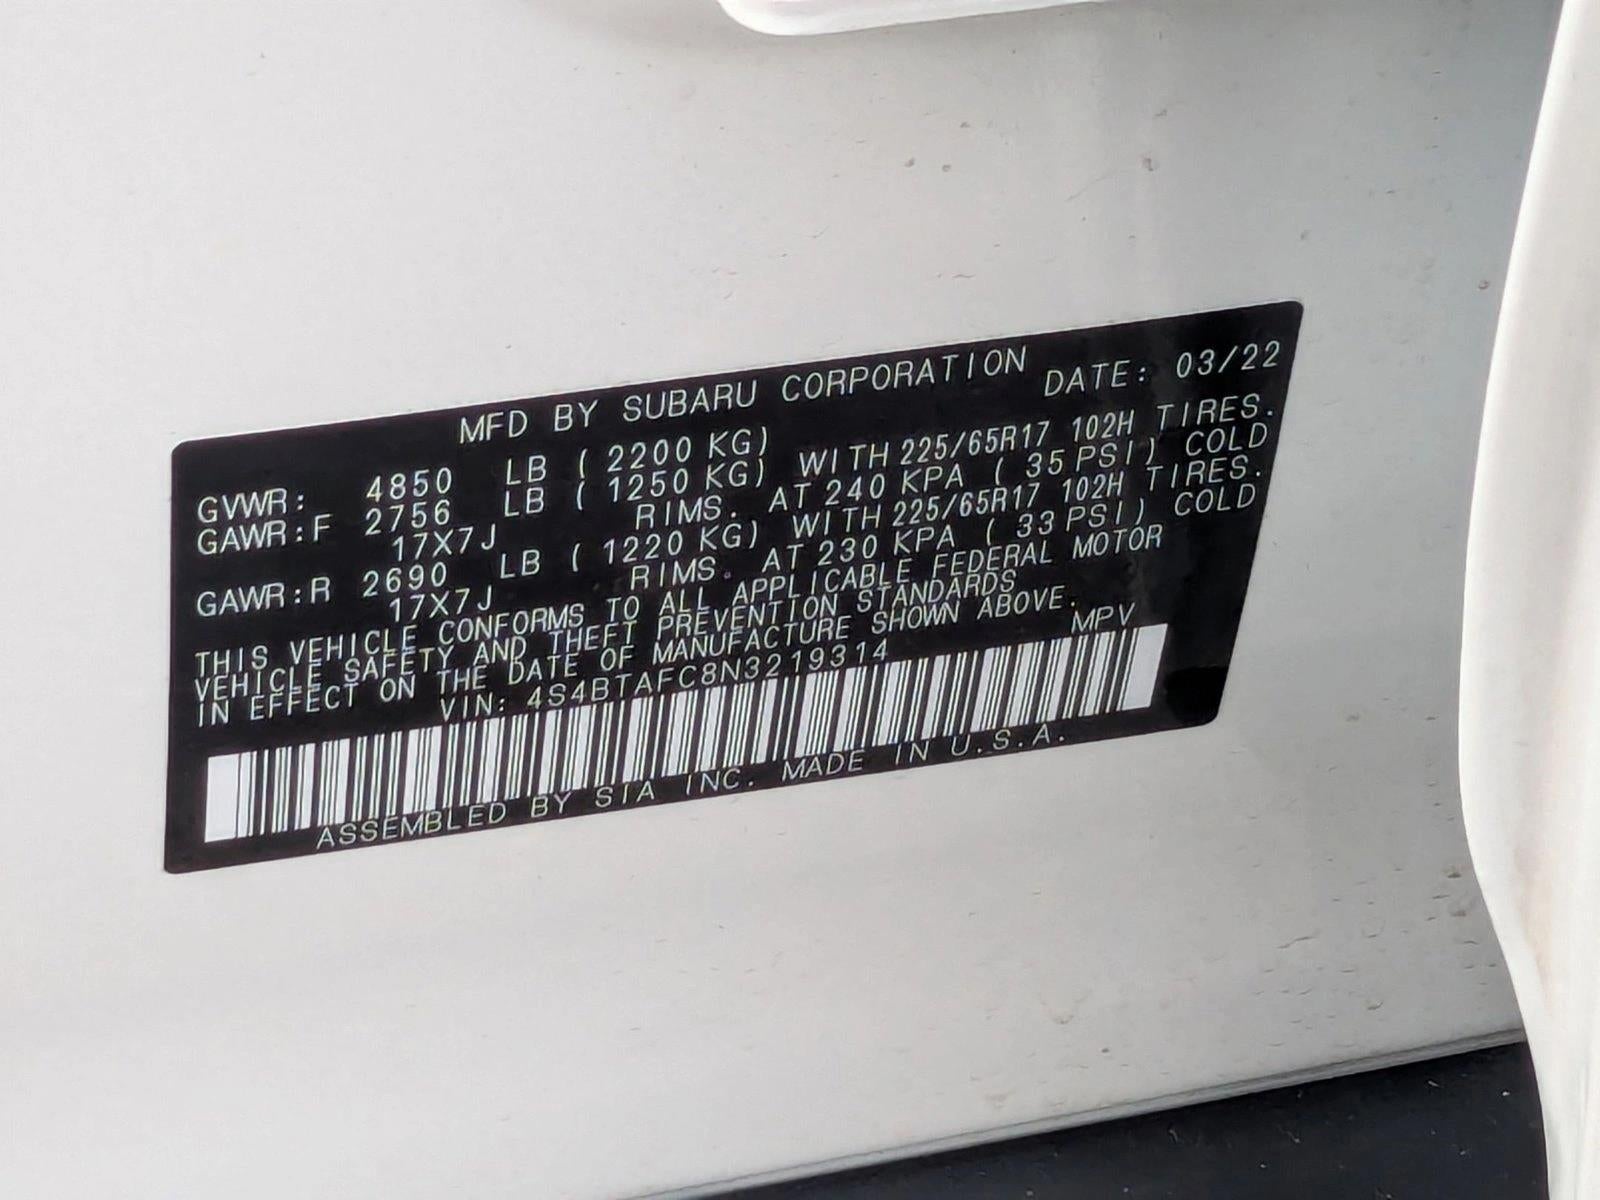 MFD BY SUBARU CORPORATION DATE: 03/22
GVWR: 4850 LB ( 2200 KG)
GAWR:F 2756 LB ( 1250 KG) WITH 225/65R17 102H TIRES.
17X7J RIMS. AT 240 KPA ( 35 PSI) COLD
GAWR:R 2690 LB ( 1220 KG) WITH 225/65R17 102H TIRES.
17X7J RIMS. AT 230 KPA ( 33 PSI) COLD
THIS VEHICLE CONFORMS TO ALL APPLICABLE FEDERAL MOTOR
VEHICLE SAFETY AND THEFT PREVENTION STANDARDS
IN EFFECT ON THE DATE OF MANUFACTURE SHOWN ABOVE.
VIN: 4S4BTAFC8N3219314 MPV
ASSEMBLED BY SIA INC. MADE IN U.S.A.